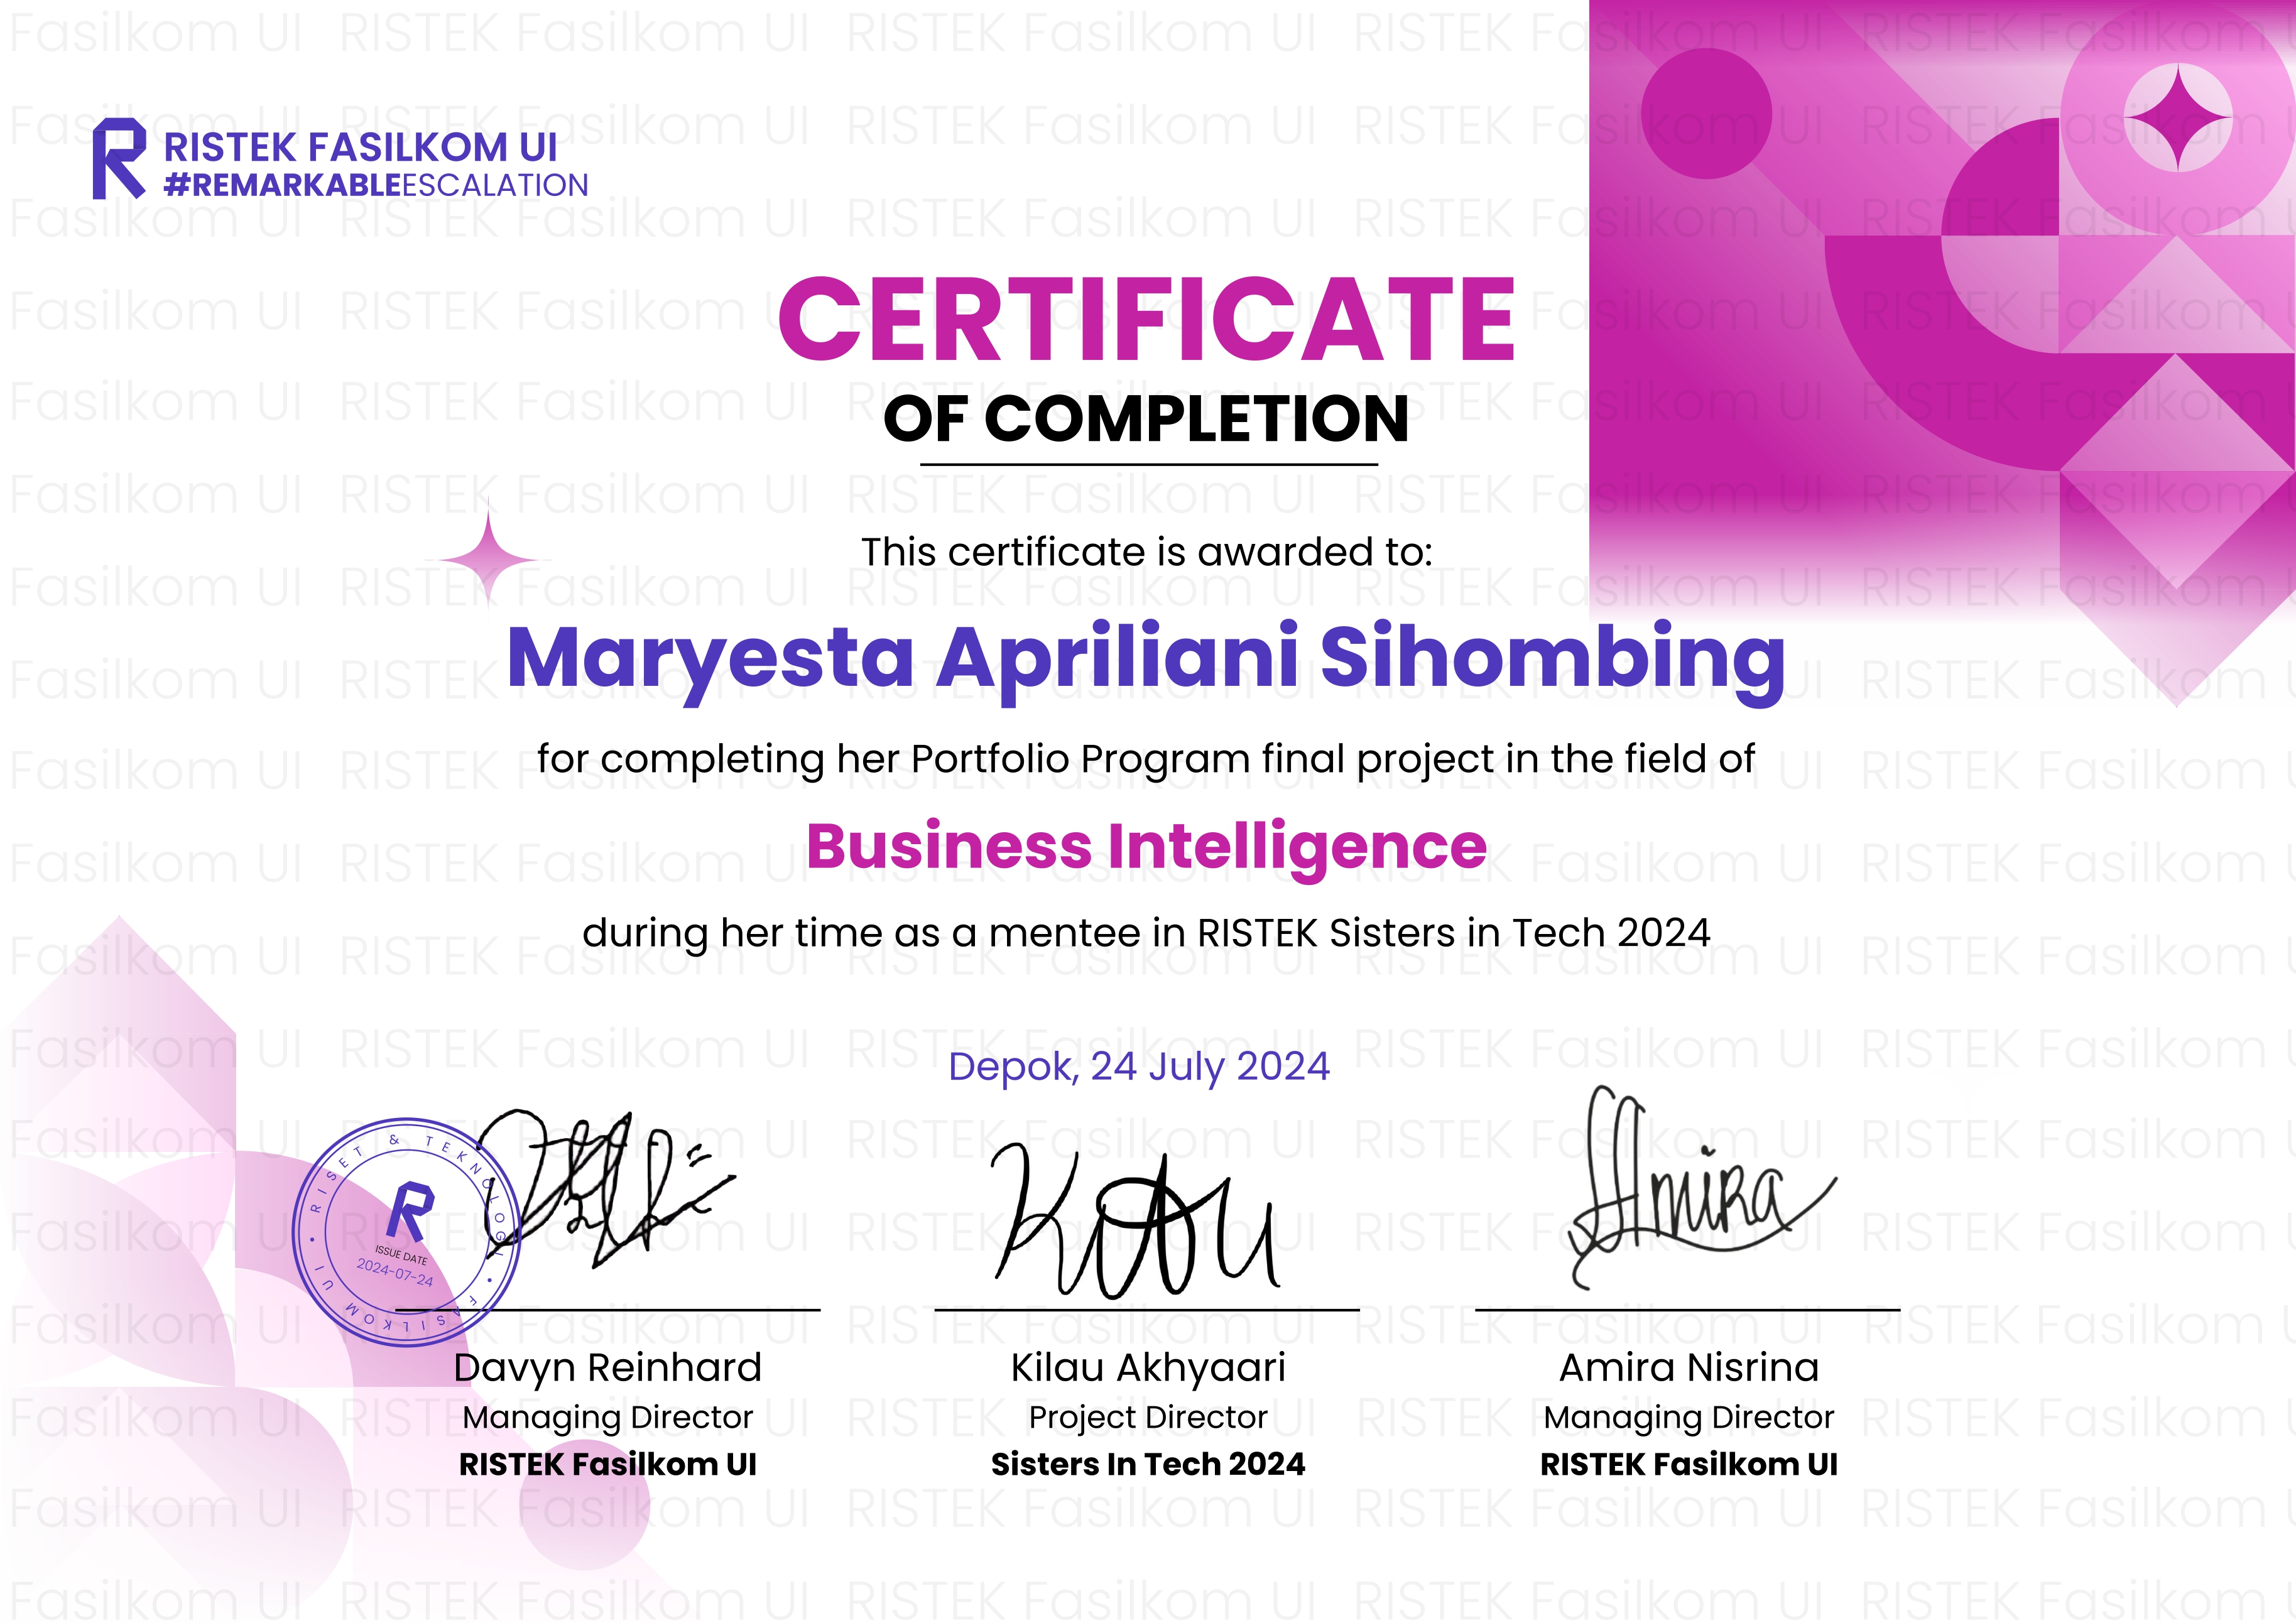 RISTEK FASILKOM UI
#REMARKABLEESCALATION
CERTIFICATE
OF COMPLETION
This certificate is awarded to:
Maryesta Apriliani Sihombing
for completing her Portfolio Program final project in the field of
Business Intelligence
during her time as a mentee in RISTEK Sisters in Tech 2024
Depok, 24 July 2024
RISET & TEKNOLOGI • FASILKOM UI •
ISSUE DATE
2024-07-24
Amira
Davyn Reinhard
Managing Director
RISTEK Fasilkom UI
Kilau Akhyaari
Project Director
Sisters In Tech 2024
Amira Nisrina
Managing Director
RISTEK Fasilkom UI